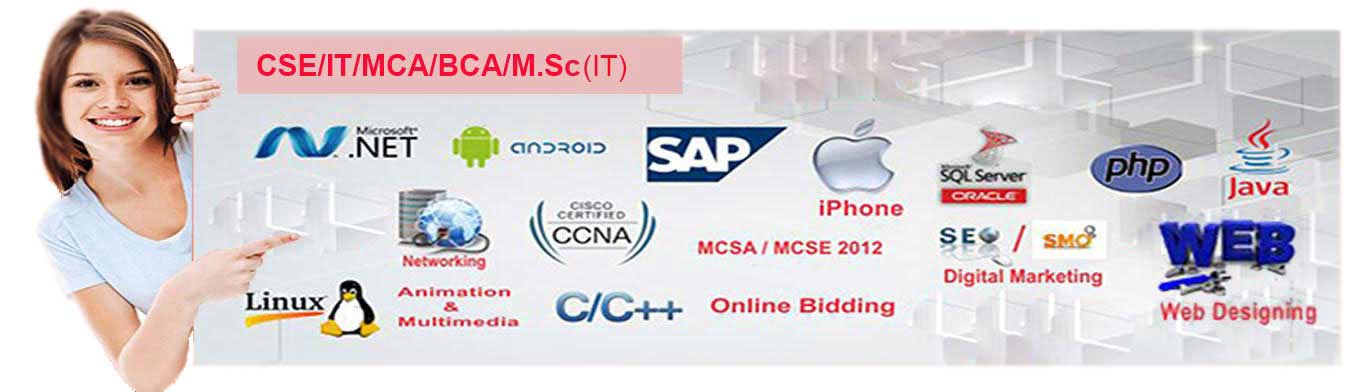 CSE/IT/MCA/BCA/M.Sc(IT)
Microsoft®
.NET
ANDROID
SAP
iPhone
SQL Server
ORACLE
php
Java
Networking
CISCO
CERTIFIED
CCNA
MCSA / MCSE 2012
SEO / SMO
Digital Marketing
WEB
Web Designing
Linux
Animation
&
Multimedia
C/C++
Online Bidding